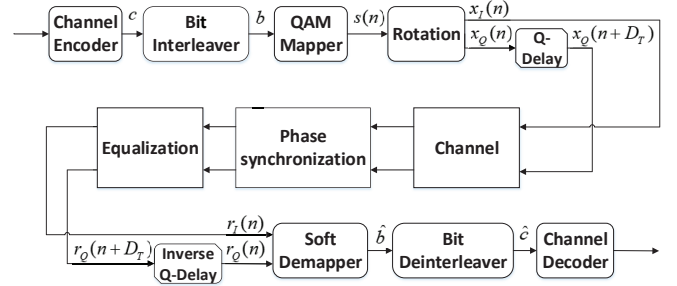 Channel Encoder
c
Bit Interleaver
b
QAM Mapper
s(n)
Rotation
x_I(n)
x_Q(n)
Q-Delay
x_Q(n+D_T)
Equalization
Phase synchronization
Channel
r_I(n)
r_Q(n+D_T)
Inverse Q-Delay
r_Q(n)
Soft Demapper
b̂
Bit Deinterleaver
ĉ
Channel Decoder